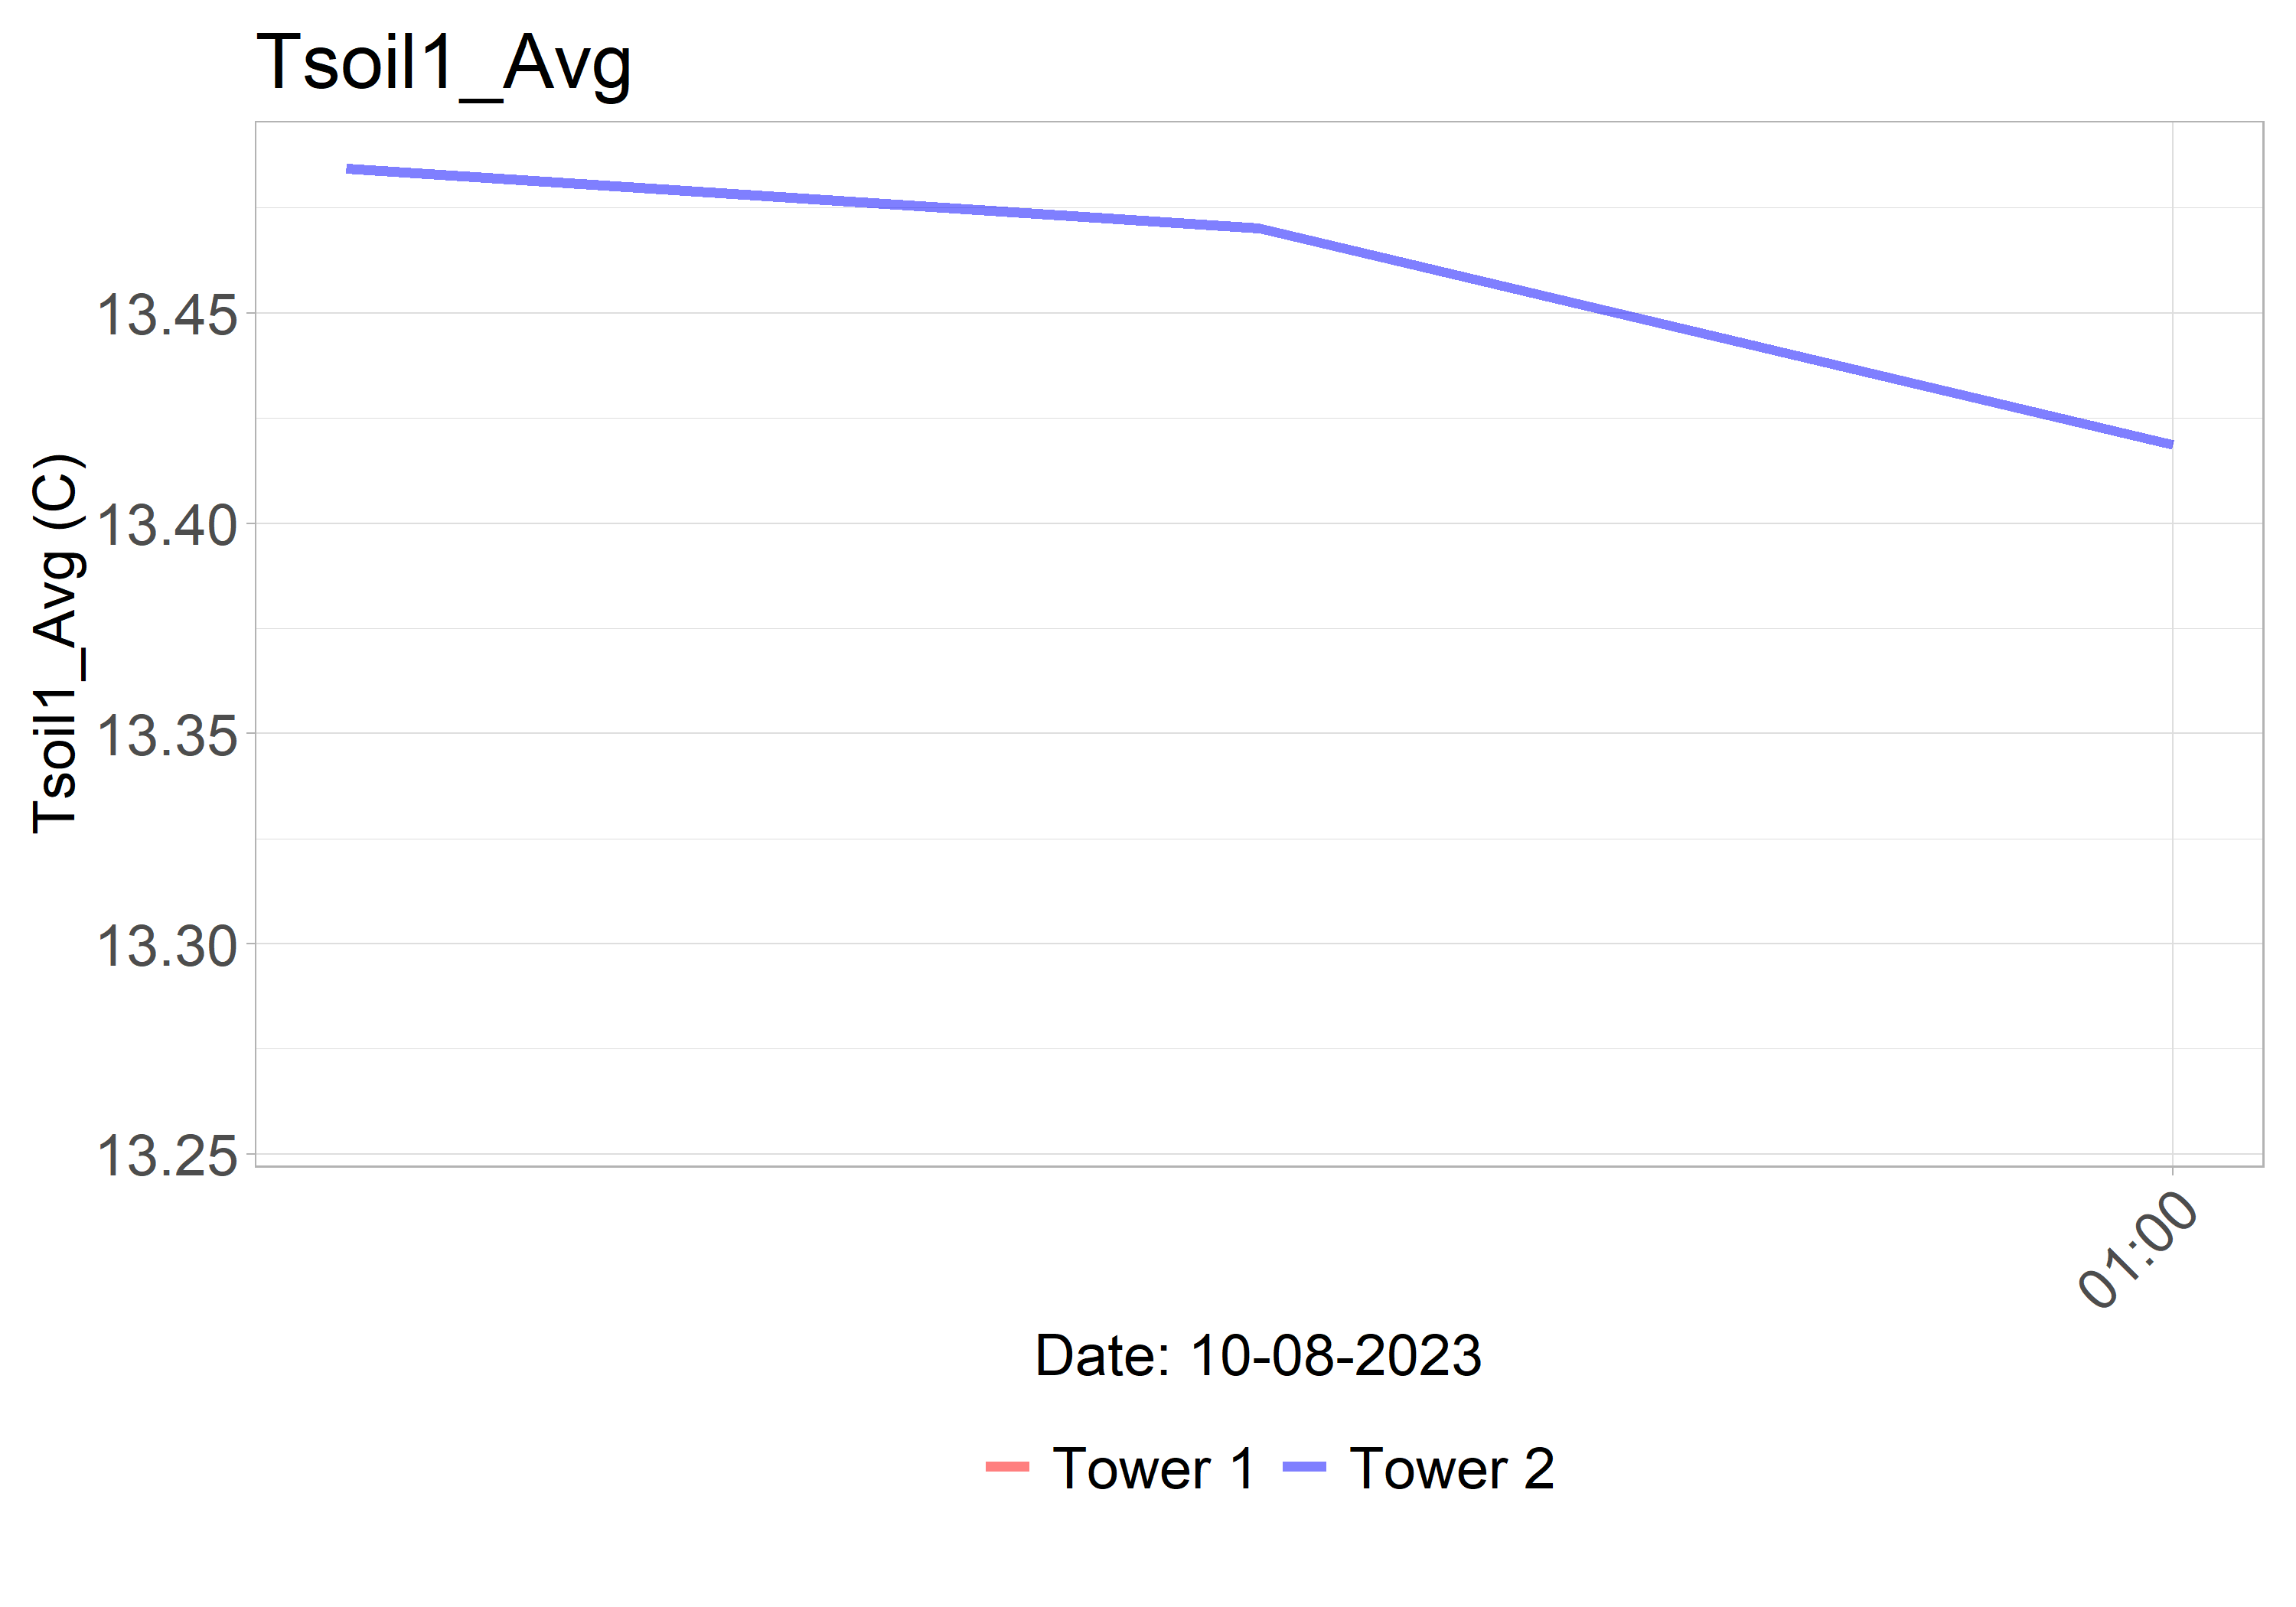 Tsoil1_Avg
Tsoil1_Avg (C)
13.45
13.40
13.35
13.30
13.25
01:00
Date: 10-08-2023
Tower 1 Tower 2